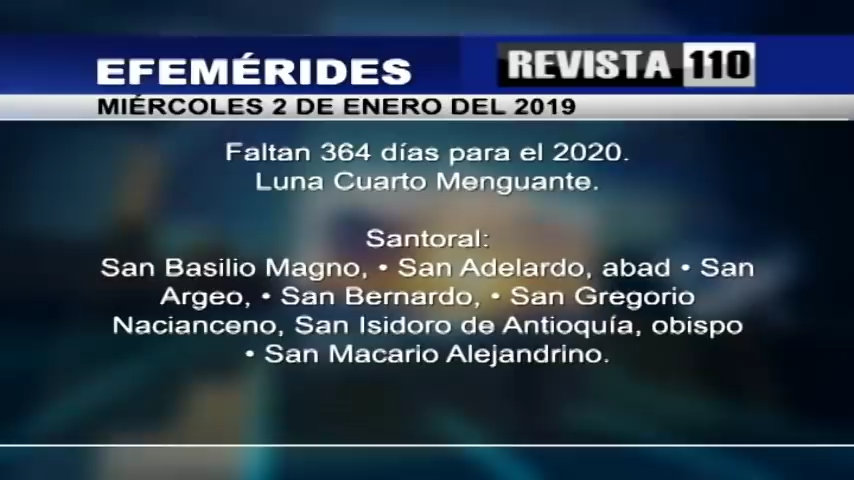 EFEMÉRIDES
REVISTA 110
MIÉRCOLES 2 DE ENERO DEL 2019
Faltan 364 días para el 2020.
Luna Cuarto Menguante.
Santoral:
San Basilio Magno, • San Adelardo, abad • San
Argeo, • San Bernardo, • San Gregorio
Nacianceno, San Isidoro de Antioquía, obispo
• San Macario Alejandrino.